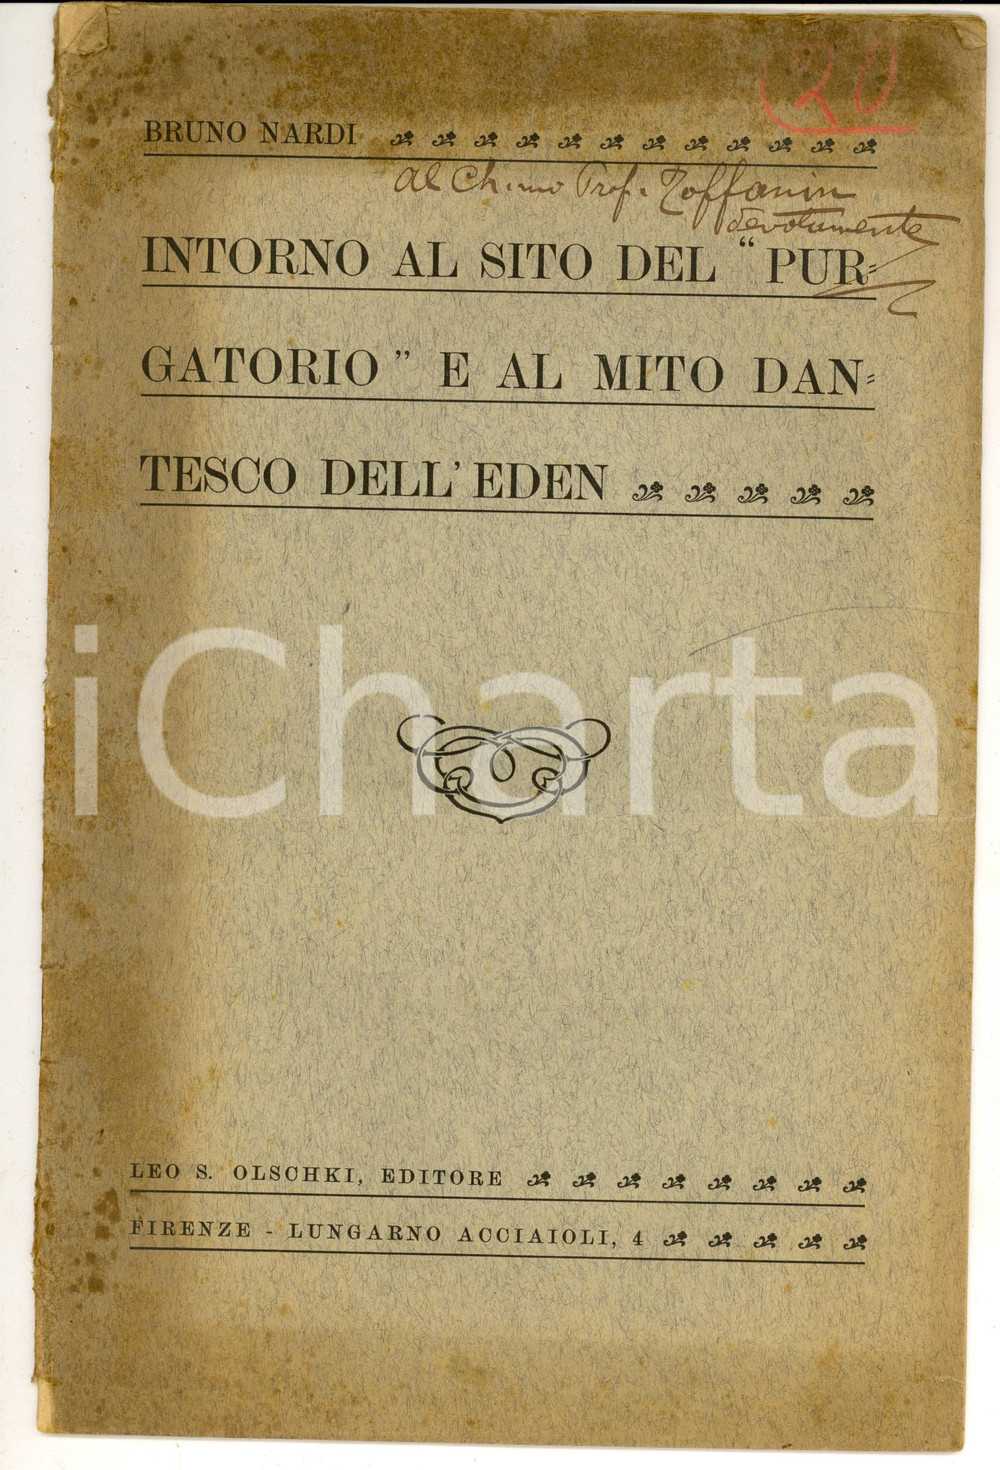 20
BRUNO NARDI
al Ch.mo Prof. Toffanin
devotamente
INTORNO AL SITO DEL “PUR-
GATORIO” E AL MITO DAN-
TESCO DELL'EDEN
iCharta
LEO S. OLSCHKI, EDITORE
FIRENZE - LUNGARNO ACCIAIOLI, 4